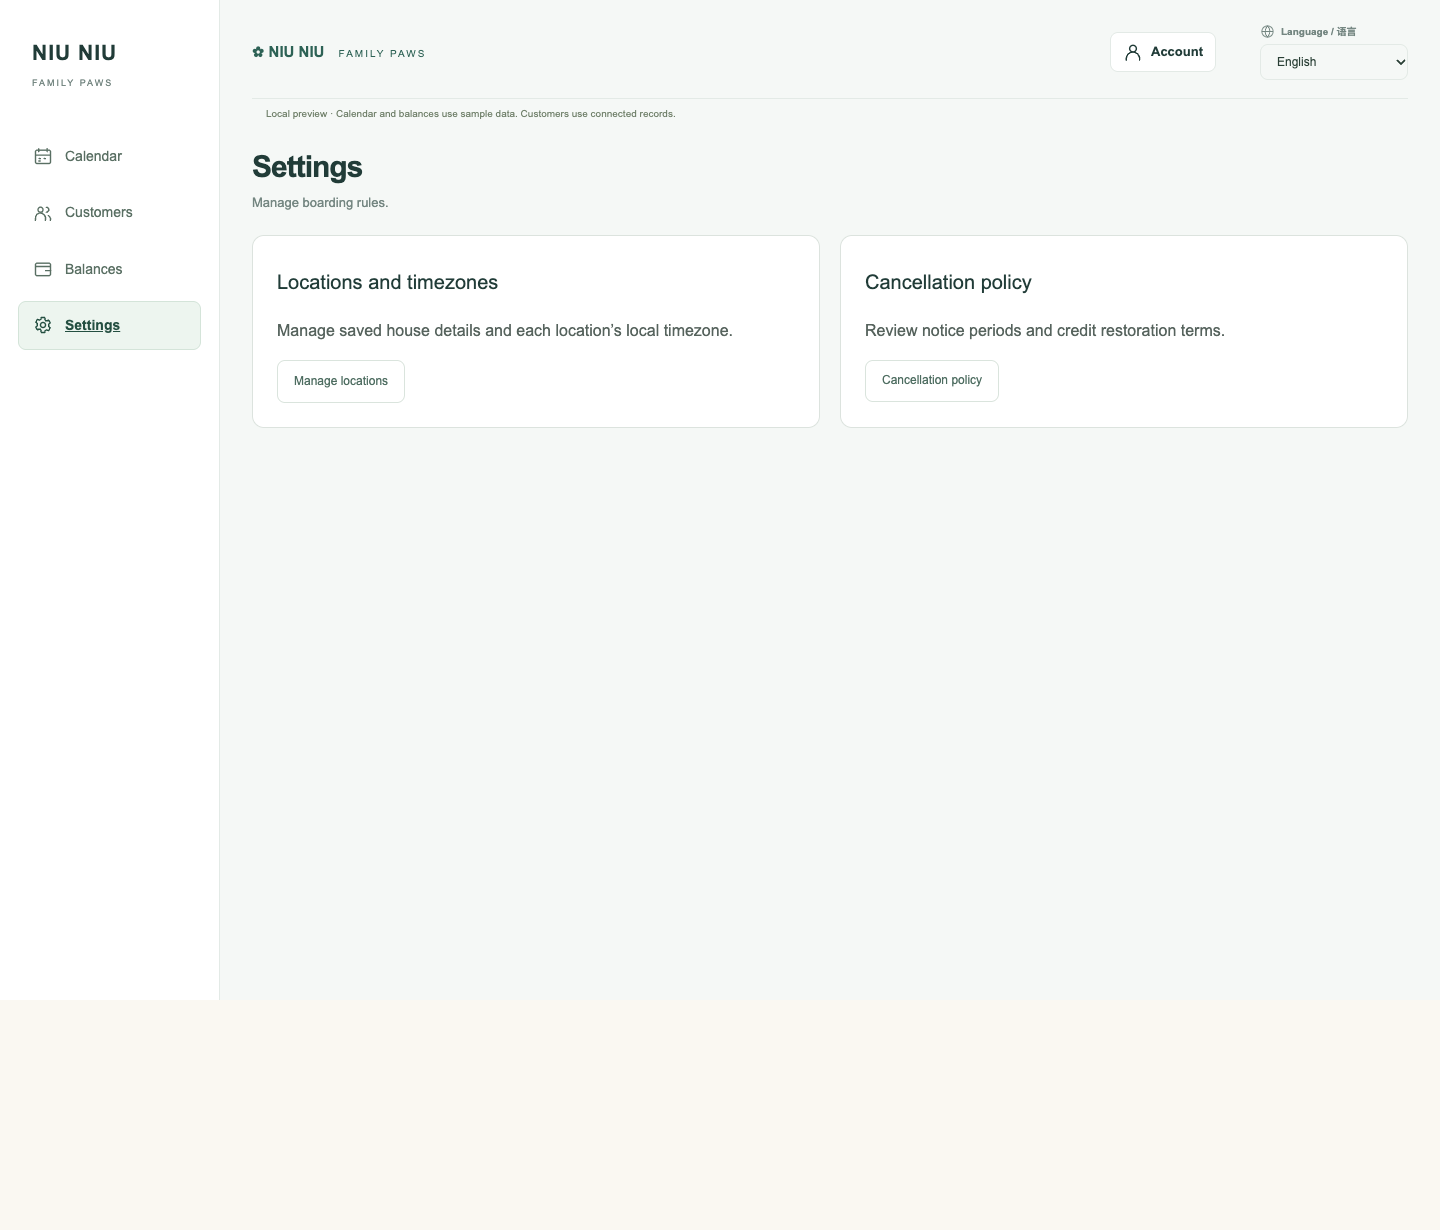 NIU NIU
FAMILY PAWS
Calendar
Customers
Balances
Settings
✿ NIU NIU FAMILY PAWS
Account
Language / 语言
English
Local preview · Calendar and balances use sample data. Customers use connected records.
Settings
Manage boarding rules.
Locations and timezones
Manage saved house details and each location’s local timezone.
Manage locations
Cancellation policy
Review notice periods and credit restoration terms.
Cancellation policy